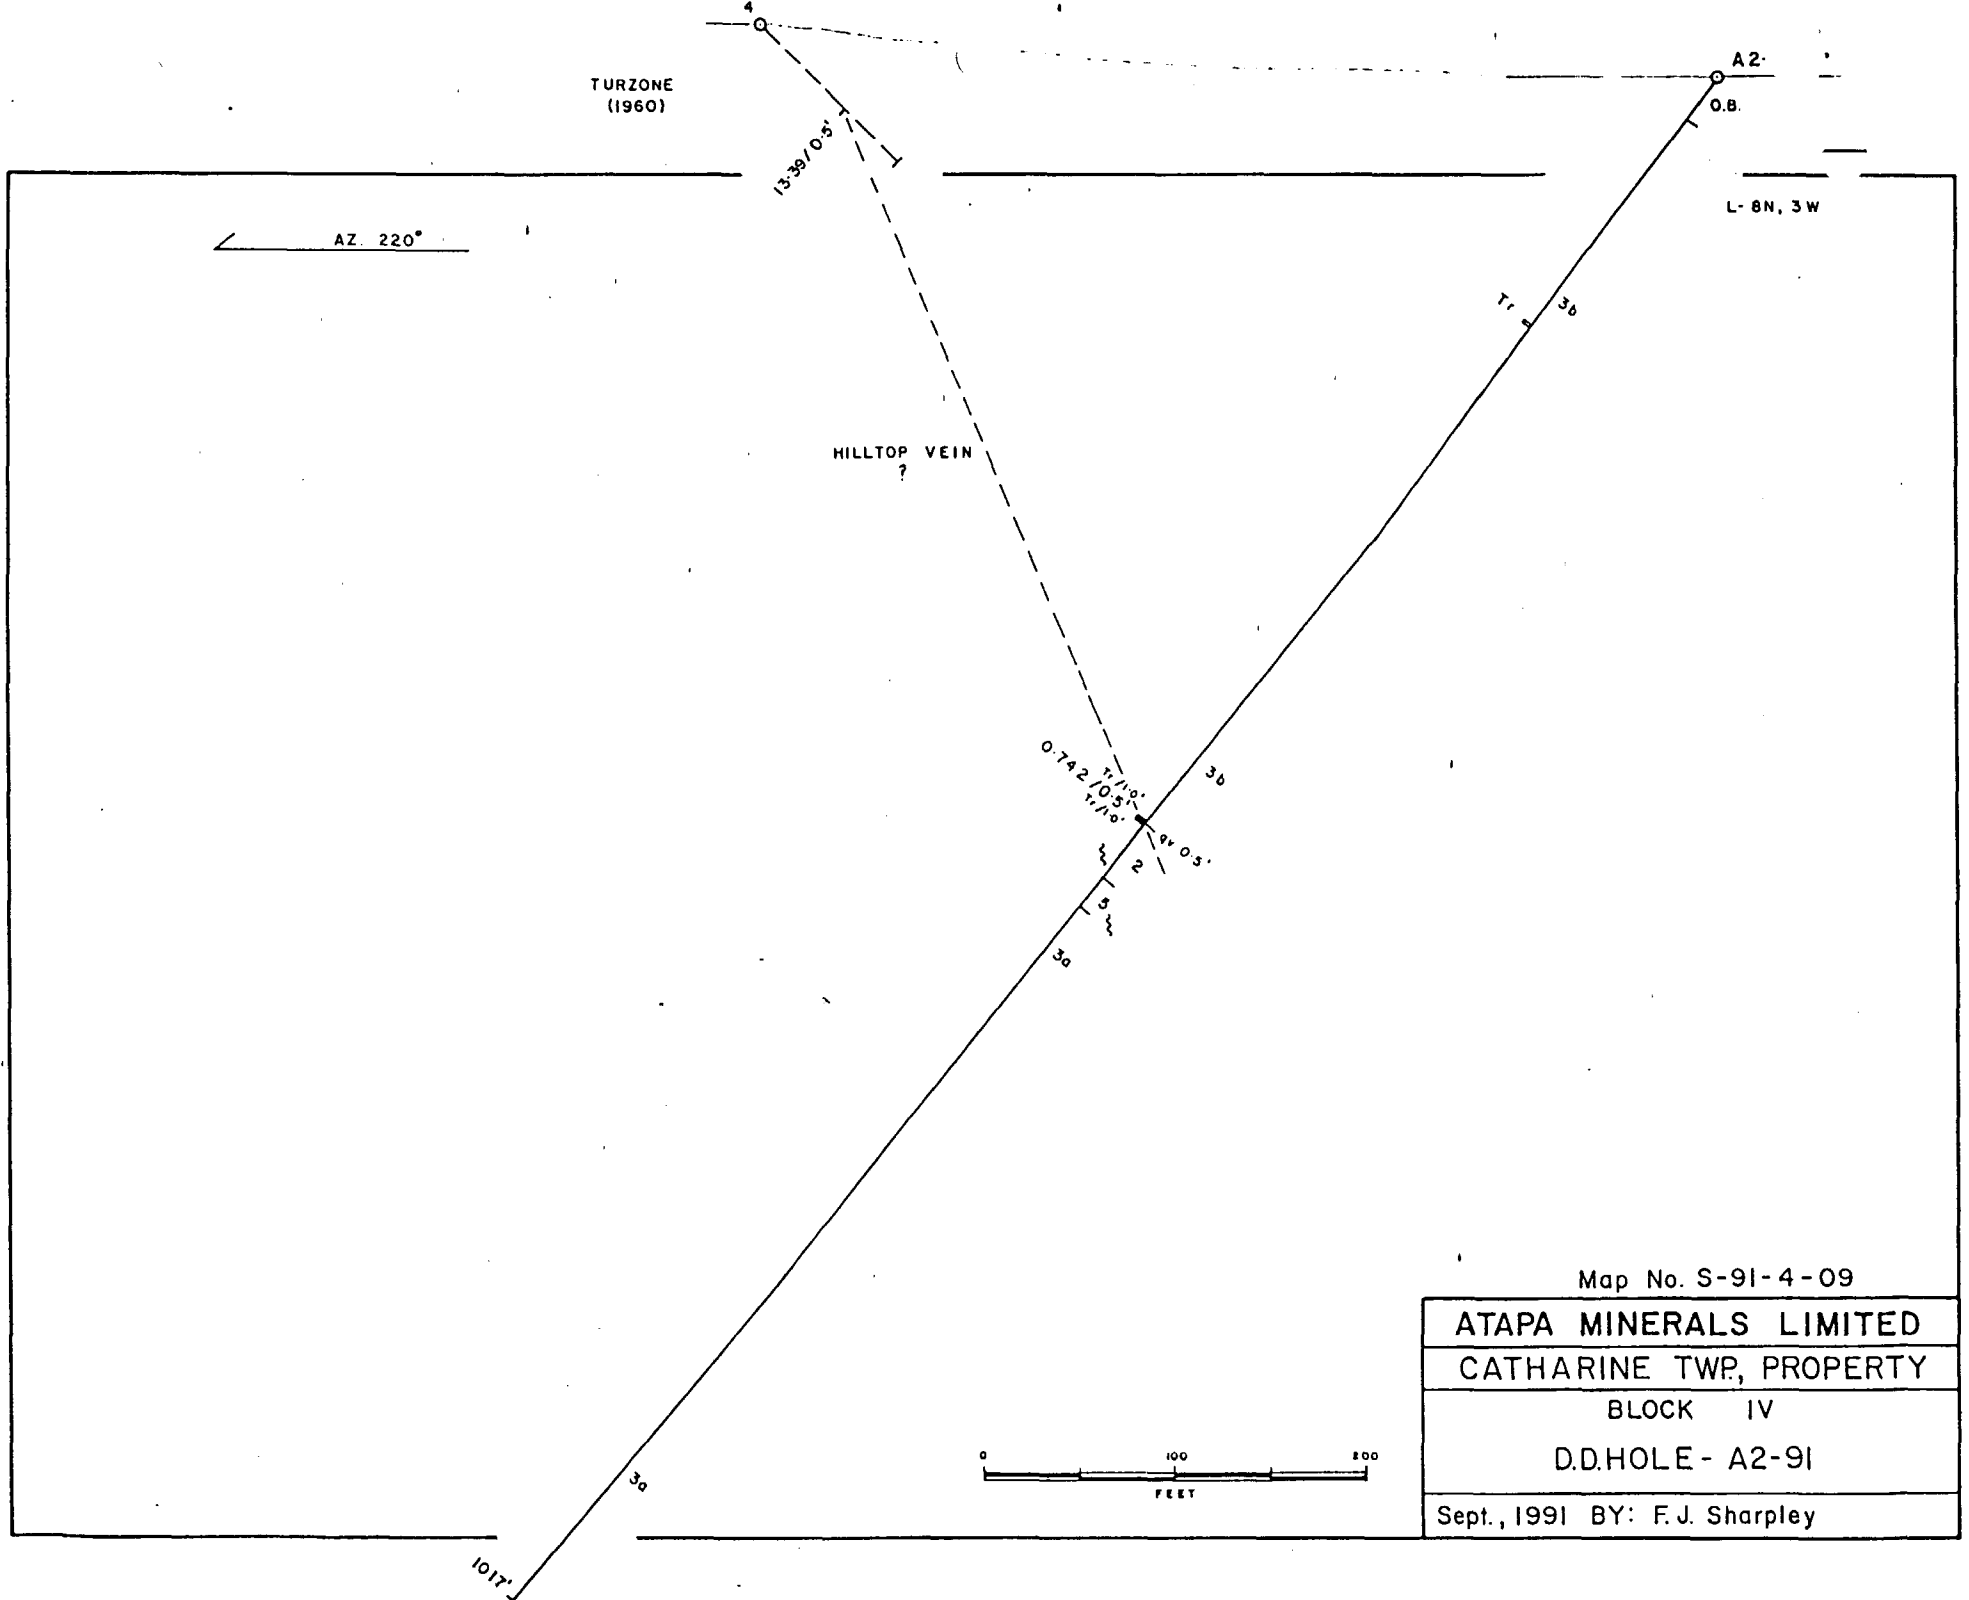 4
A2.
TURZONE
(1960)
O.B.
13.39/0.5'
L-8N, 3W
AZ. 220°
Tr
3b
HILLTOP VEIN
?
3b
Tr/1.0'
0.742/0.5'
Tr/1.0'
qv 0.5'
2
5
3a
3a
1017'
0 100 200
FEET
Map No. S-91-4-09
ATAPA MINERALS LIMITED
CATHARINE TWP., PROPERTY
BLOCK IV
D.D.HOLE - A2-91
Sept., 1991 BY: F.J. Sharpley